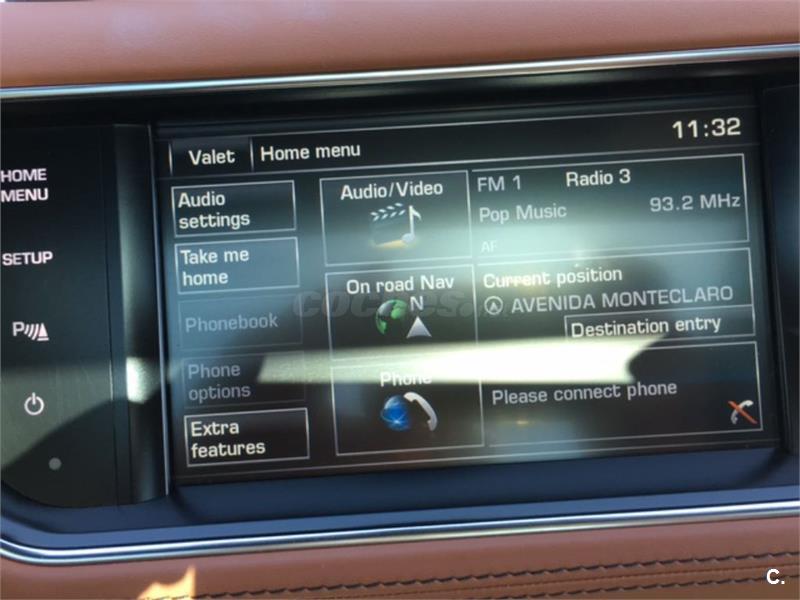 HOME
MENU
SETUP
P
Valet
Home menu
11:32
Audio
settings
Take me
home
Phonebook
Phone
options
Extra
features
Audio/Video
On road Nav
N
Phone
FM 1
Radio 3
Pop Music
93.2 MHz
AF
Current position
AVENIDA MONTECLARO
Destination entry
Please connect phone
coches.net
C.